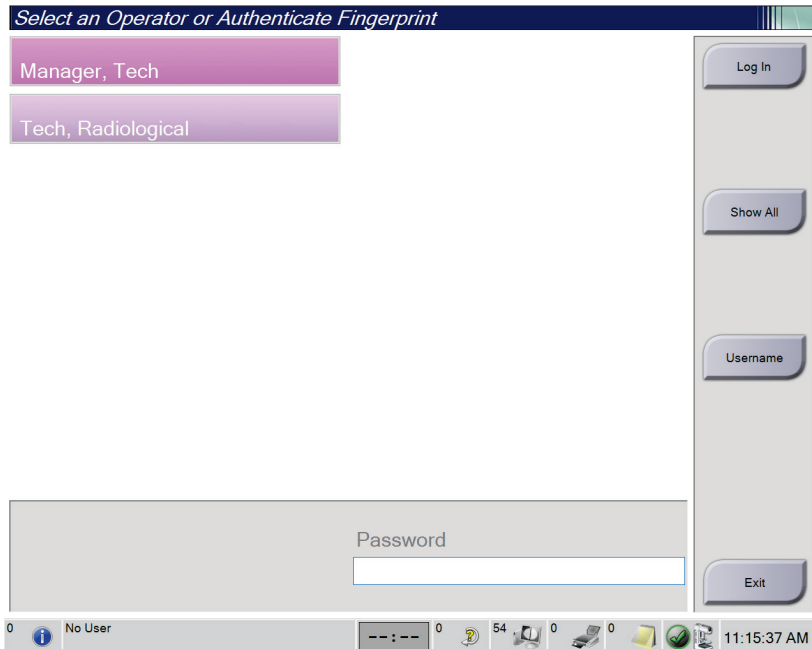 Select an Operator or Authenticate Fingerprint
Manager, Tech
Log In
Tech, Radiological
Show All
Username
Password
Exit
0 No User --:-- 0 54 0 0 11:15:37 AM